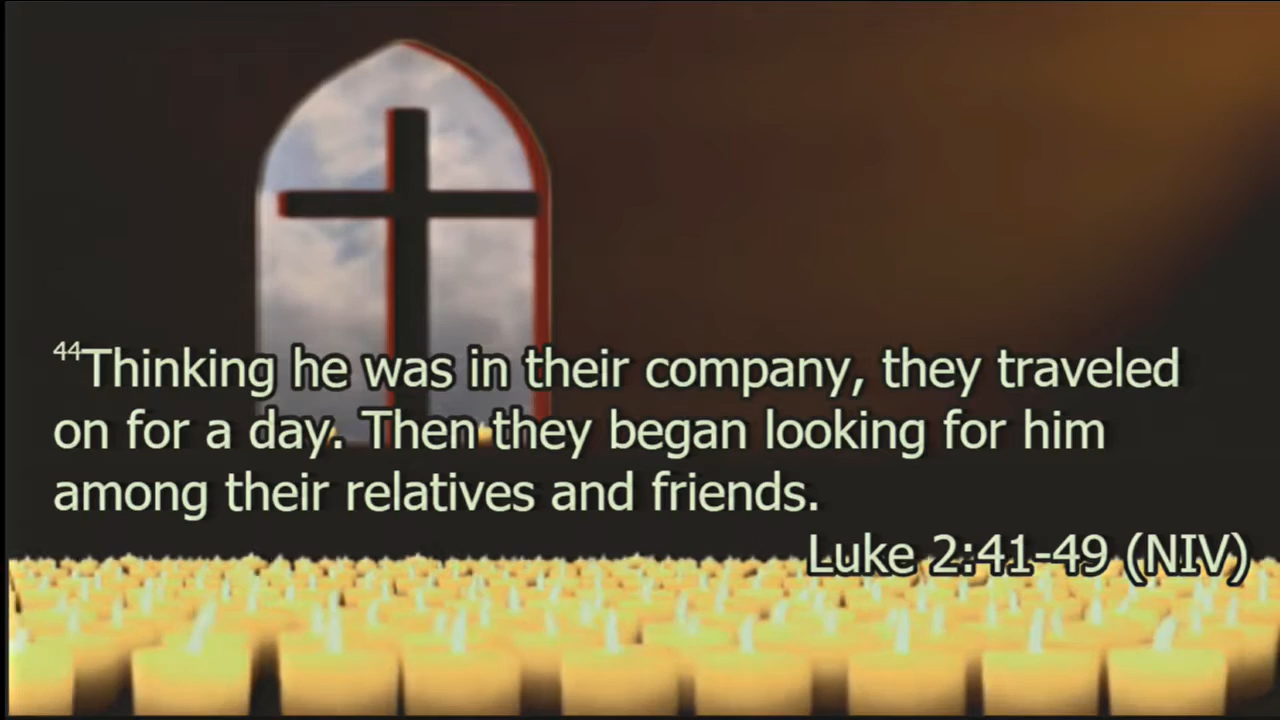 44Thinking he was in their company, they traveled
on for a day. Then they began looking for him
among their relatives and friends.
Luke 2:41-49 (NIV)